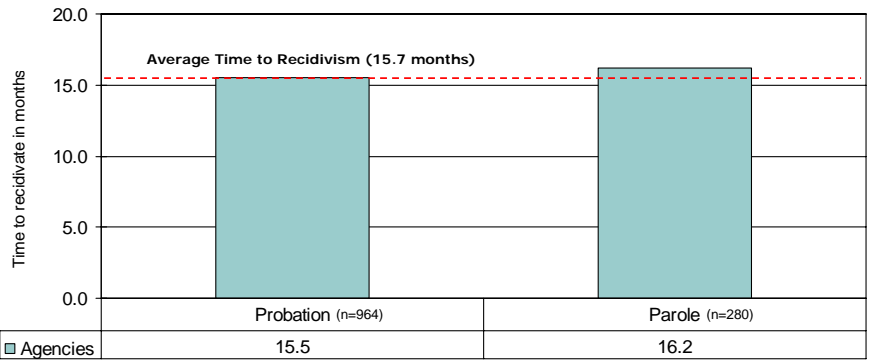 20.0
Average Time to Recidivism (15.7 months)
15.0
10.0
5.0
0.0
Time to recidivate in months
Probation (n=964) Parole (n=280)
Agencies 15.5 16.2